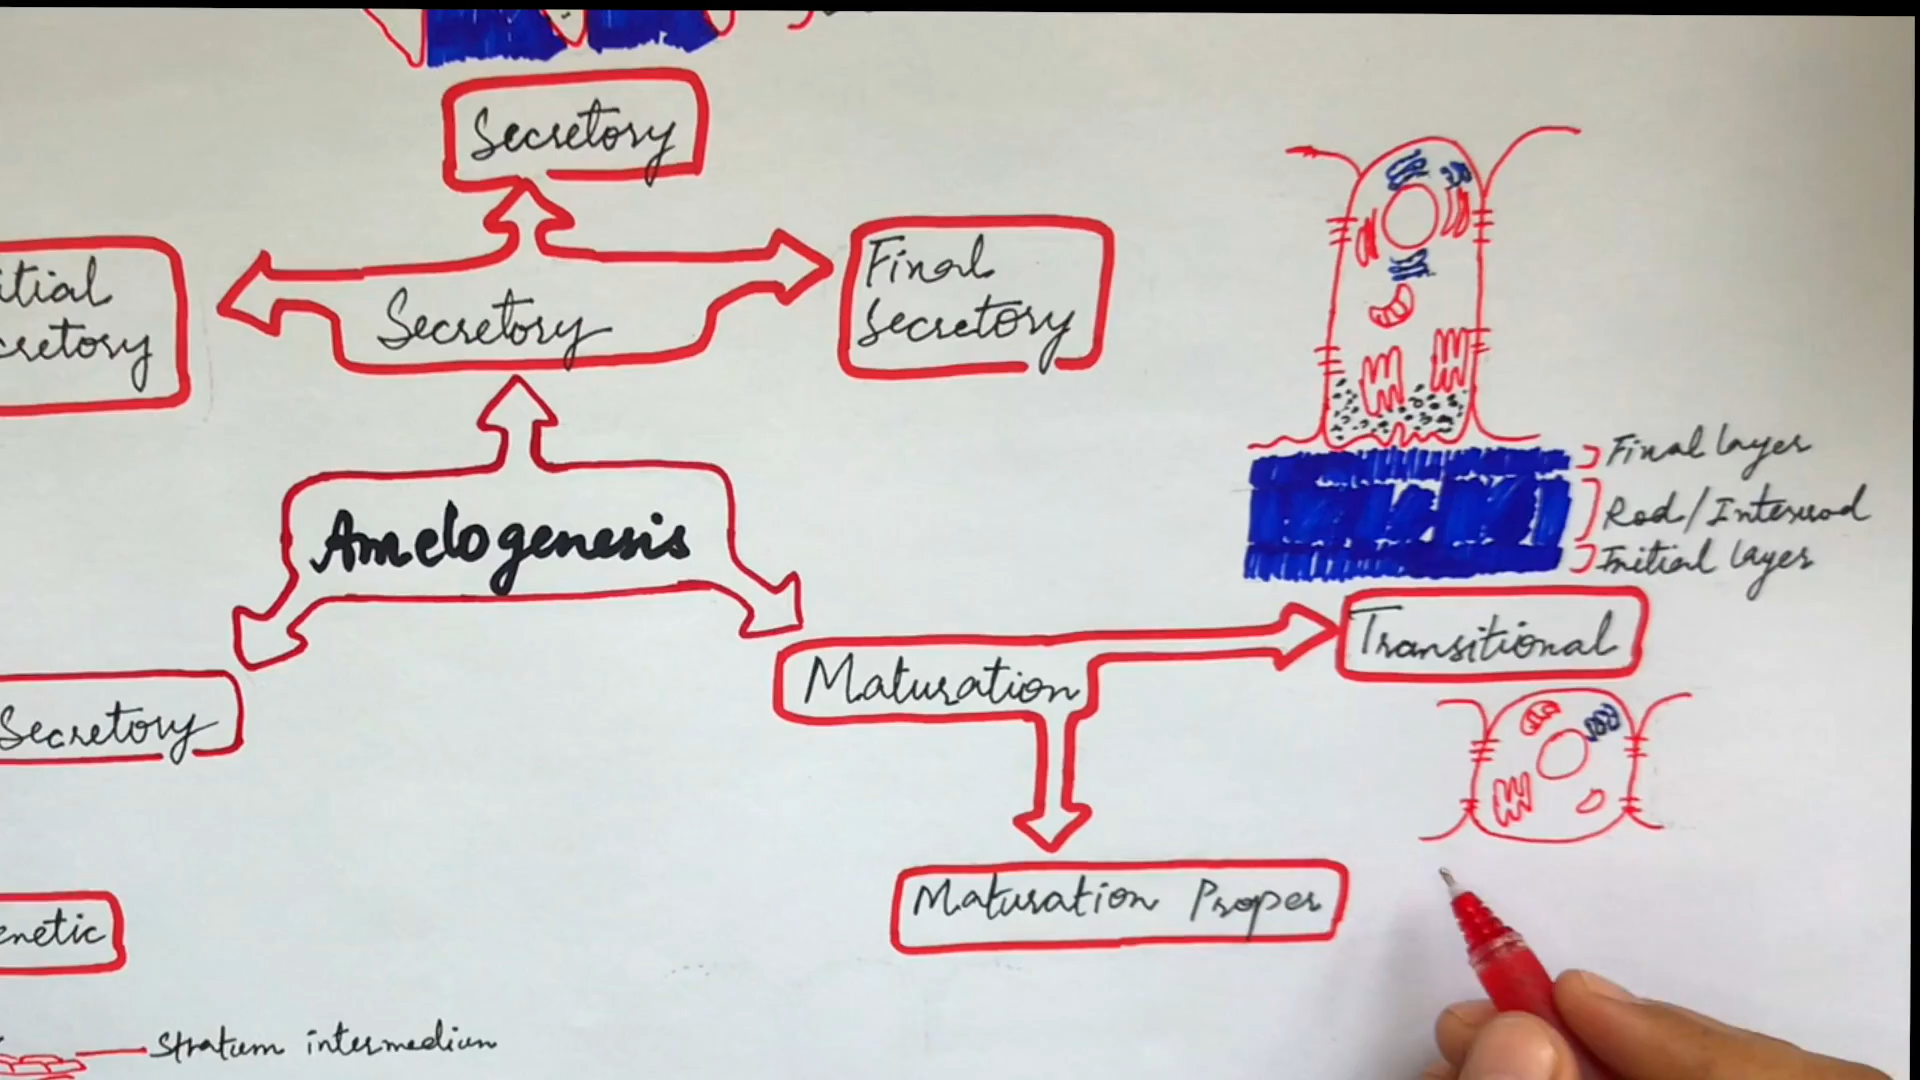 Secretory
itial
cretory
Secretory
Final
Secretory
Final layer
Rod/Interrod
Initial layer
Amelogenesis
Transitional
Maturation
Secretory
Maturation Proper
enetic
Stratum intermedium